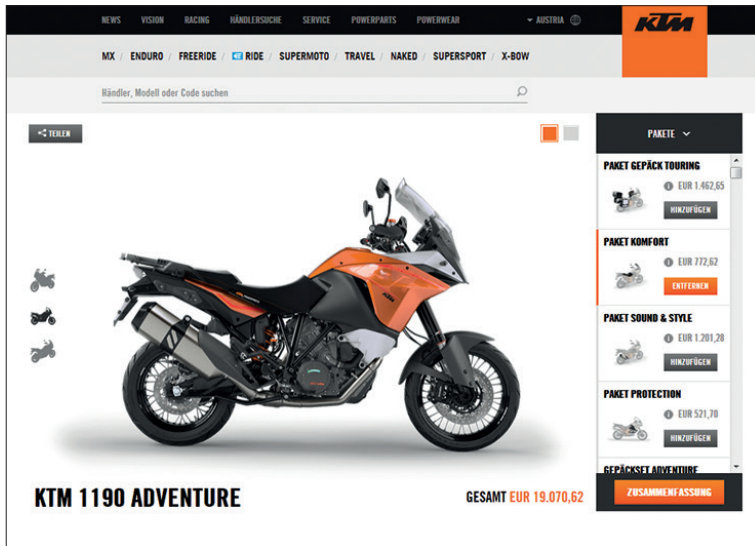 NEWS VISION RACING HÄNDLERSUCHE SERVICE POWERPARTS POWERWEAR AUSTRIA
KTM
MX / ENDURO / FREERIDE / E RIDE / SUPERMOTO / TRAVEL / NAKED / SUPERSPORT / X-BOW
Händler, Modell oder Code suchen
TEILEN
PAKETE
PAKET GEPÄCK TOURING
EUR 1.462,65
HINZUFÜGEN
PAKET KOMFORT
EUR 772,62
ENTFERNEN
PAKET SOUND & STYLE
EUR 1.201,28
HINZUFÜGEN
PAKET PROTECTION
EUR 521,70
HINZUFÜGEN
GEPÄCKSET ADVENTURE
KTM 1190 ADVENTURE
GESAMT EUR 19.070,62
ZUSAMMENFASSUNG